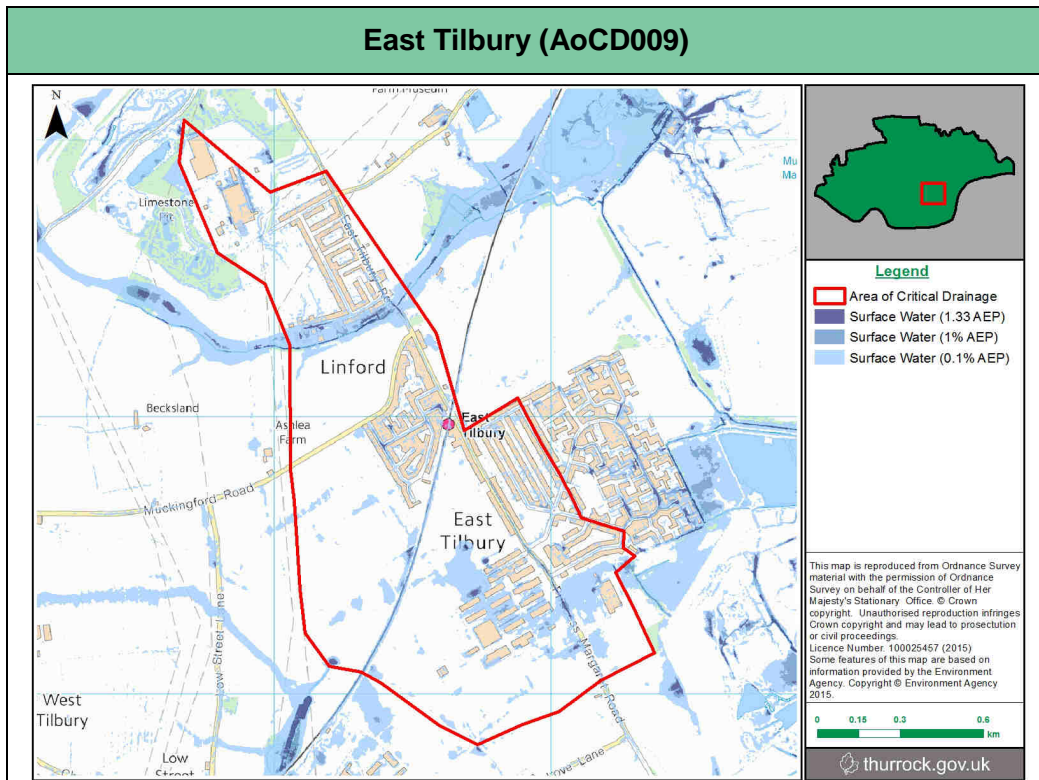 East Tilbury (AoCD009)
N
Farm Museum
Mu
Ma
Limestone
Pit
East Tilbury Rd
Linford
Becksland
Ashlea
Farm
East
Tilbury
Muckingford Road
East
Tilbury
Low Street Lane
Princess Margaret Road
West
Tilbury
Low
Street
Love Lane
Legend
Area of Critical Drainage
Surface Water (1.33 AEP)
Surface Water (1% AEP)
Surface Water (0.1% AEP)
This map is reproduced from Ordnance Survey
material with the permission of Ordnance
Survey on behalf of the Controller of Her
Majesty's Stationary Office. © Crown
copyright. Unauthorised reproduction infringes
Crown copyright and may lead to prosecution
or civil proceedings.
Licence Number. 100025457 (2015)
Some features of this map are based on
information provided by the Environment
Agency. Copyright © Environment Agency
2015.
0 0.15 0.3 0.6
km
thurrock.gov.uk